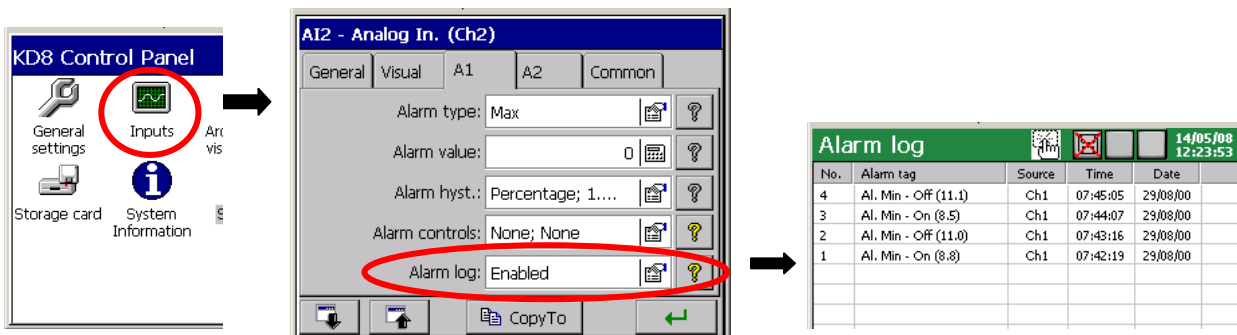 KD8 Control Panel
General
settings
Inputs
Storage card
System
Information
AI2 - Analog In. (Ch2)
General Visual A1 A2 Common
Alarm type: Max
Alarm value: 0
Alarm hyst.: Percentage; 1....
Alarm controls: None; None
Alarm log: Enabled
CopyTo
Alarm log 14/05/08
12:23:53
No. Alarm tag Source Time Date
4 Al. Min - Off (11.1) Ch1 07:45:05 29/08/00
3 Al. Min - On (8.5) Ch1 07:44:07 29/08/00
2 Al. Min - Off (11.0) Ch1 07:43:16 29/08/00
1 Al. Min - On (8.8) Ch1 07:42:19 29/08/00